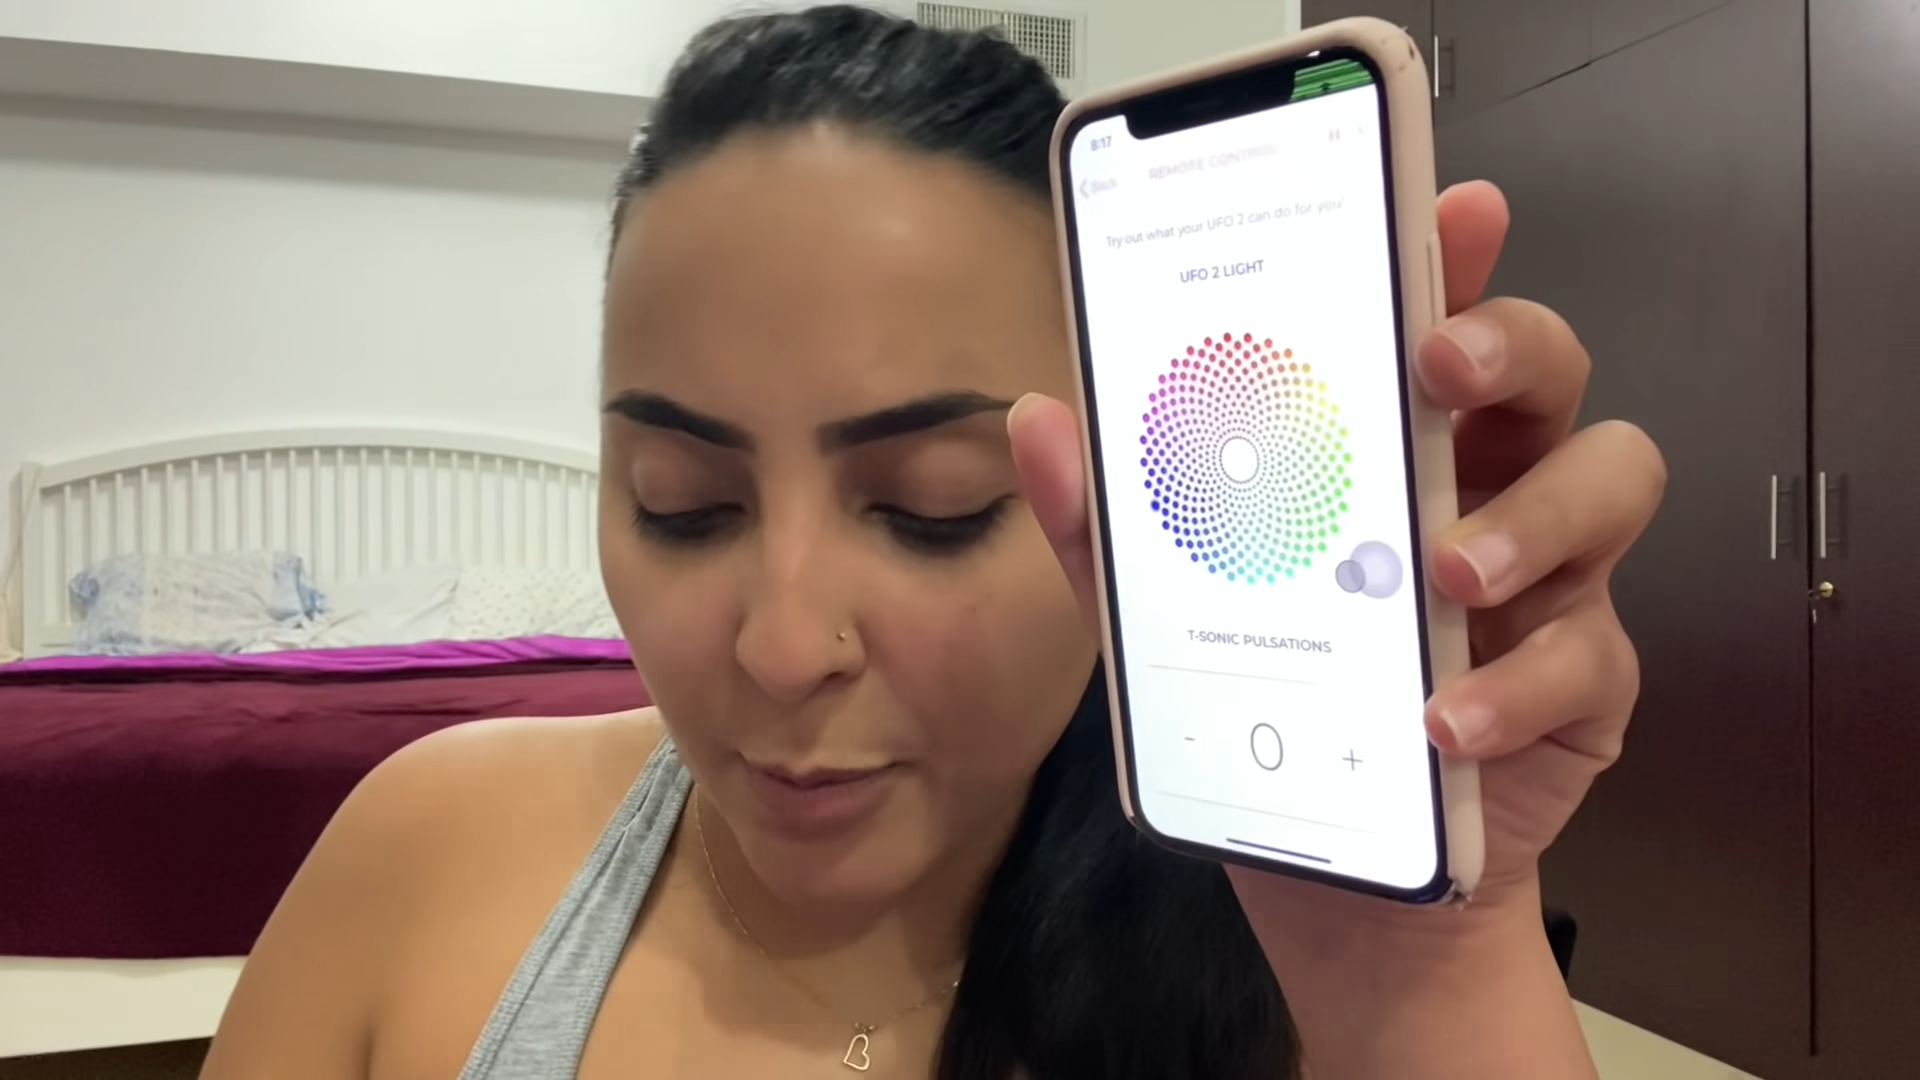 8:17
Back
REMOTE CONTROL
Try out what your UFO 2 can do for you
UFO 2 LIGHT
T-SONIC PULSATIONS
- 0 +